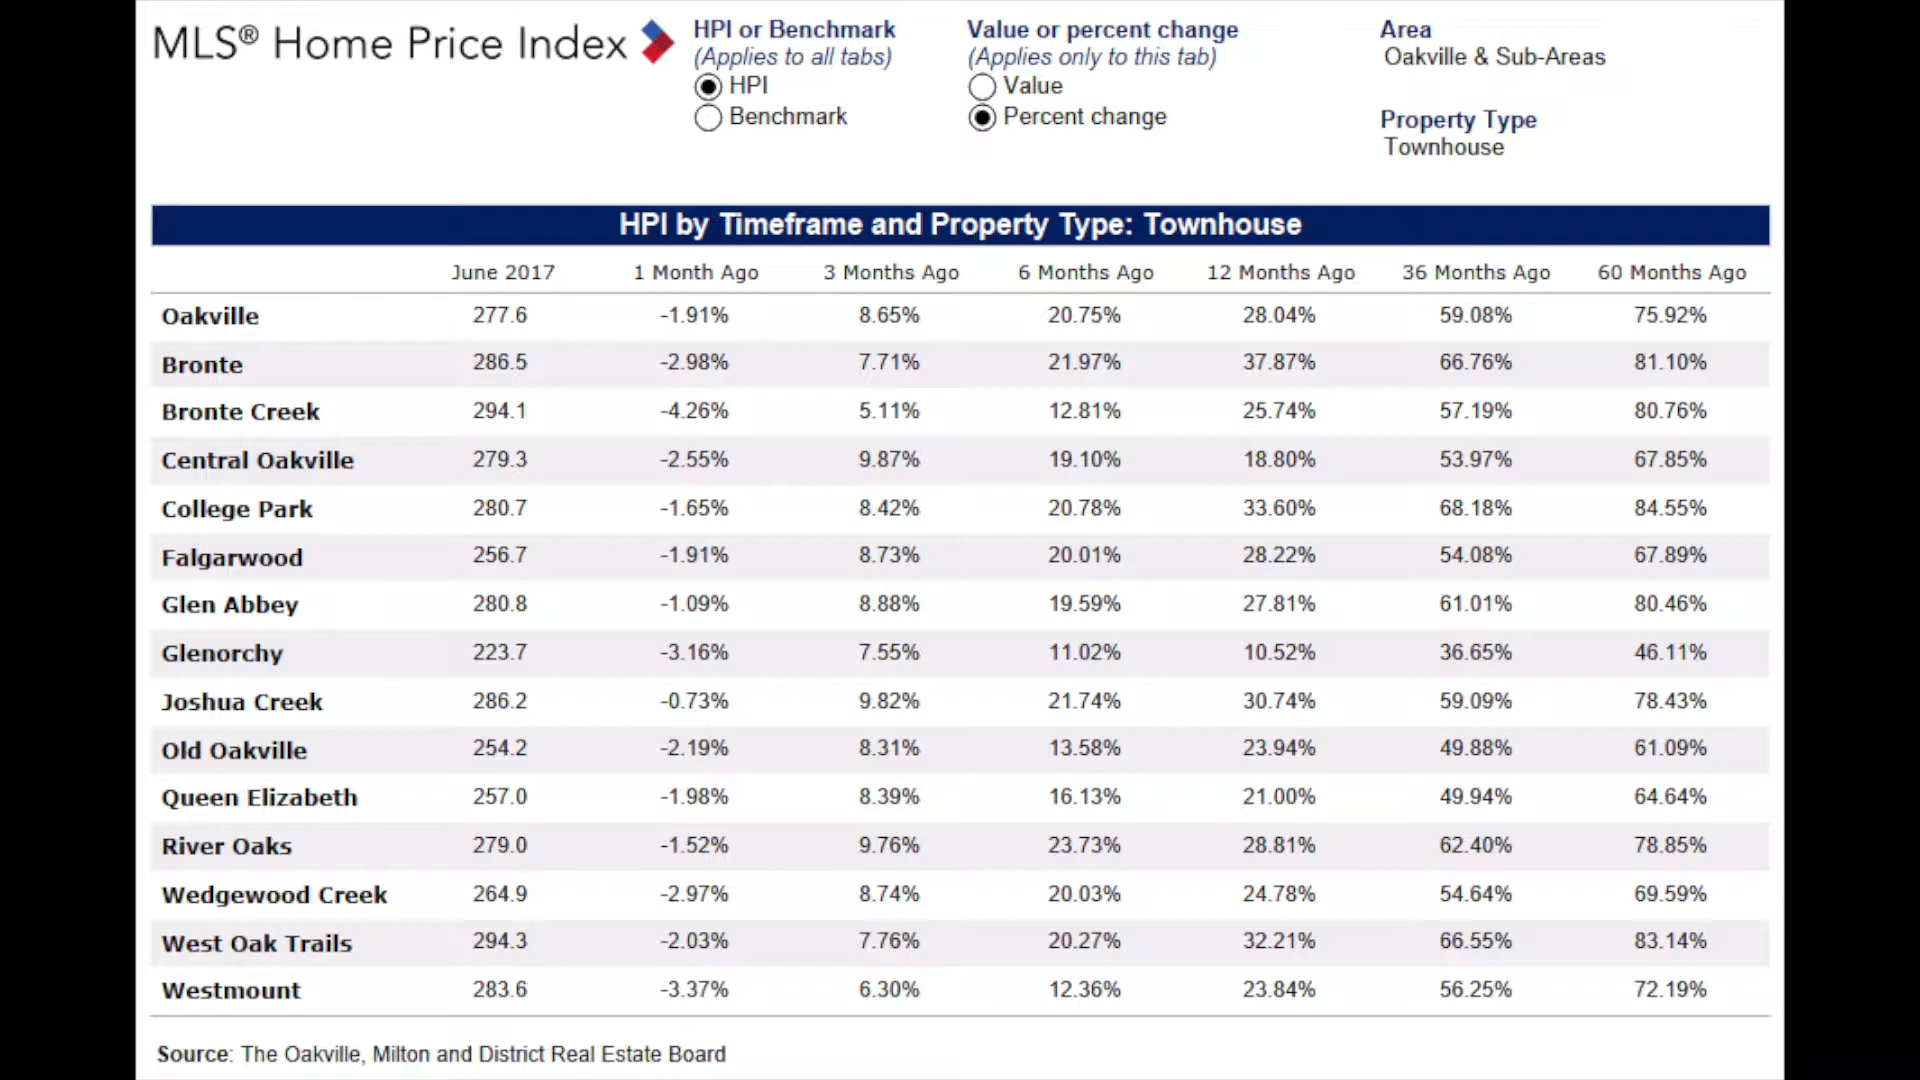 MLS® Home Price Index
HPI or Benchmark
(Applies to all tabs)
HPI
Benchmark
Value or percent change
(Applies only to this tab)
Value
Percent change
Area
Oakville & Sub-Areas
Property Type
Townhouse
HPI by Timeframe and Property Type: Townhouse
June 2017 1 Month Ago 3 Months Ago 6 Months Ago 12 Months Ago 36 Months Ago 60 Months Ago
Oakville 277.6 -1.91% 8.65% 20.75% 28.04% 59.08% 75.92%
Bronte 286.5 -2.98% 7.71% 21.97% 37.87% 66.76% 81.10%
Bronte Creek 294.1 -4.26% 5.11% 12.81% 25.74% 57.19% 80.76%
Central Oakville 279.3 -2.55% 9.87% 19.10% 18.80% 53.97% 67.85%
College Park 280.7 -1.65% 8.42% 20.78% 33.60% 68.18% 84.55%
Falgarwood 256.7 -1.91% 8.73% 20.01% 28.22% 54.08% 67.89%
Glen Abbey 280.8 -1.09% 8.88% 19.59% 27.81% 61.01% 80.46%
Glenorchy 223.7 -3.16% 7.55% 11.02% 10.52% 36.65% 46.11%
Joshua Creek 286.2 -0.73% 9.82% 21.74% 30.74% 59.09% 78.43%
Old Oakville 254.2 -2.19% 8.31% 13.58% 23.94% 49.88% 61.09%
Queen Elizabeth 257.0 -1.98% 8.39% 16.13% 21.00% 49.94% 64.64%
River Oaks 279.0 -1.52% 9.76% 23.73% 28.81% 62.40% 78.85%
Wedgewood Creek 264.9 -2.97% 8.74% 20.03% 24.78% 54.64% 69.59%
West Oak Trails 294.3 -2.03% 7.76% 20.27% 32.21% 66.55% 83.14%
Westmount 283.6 -3.37% 6.30% 12.36% 23.84% 56.25% 72.19%
Source: The Oakville, Milton and District Real Estate Board